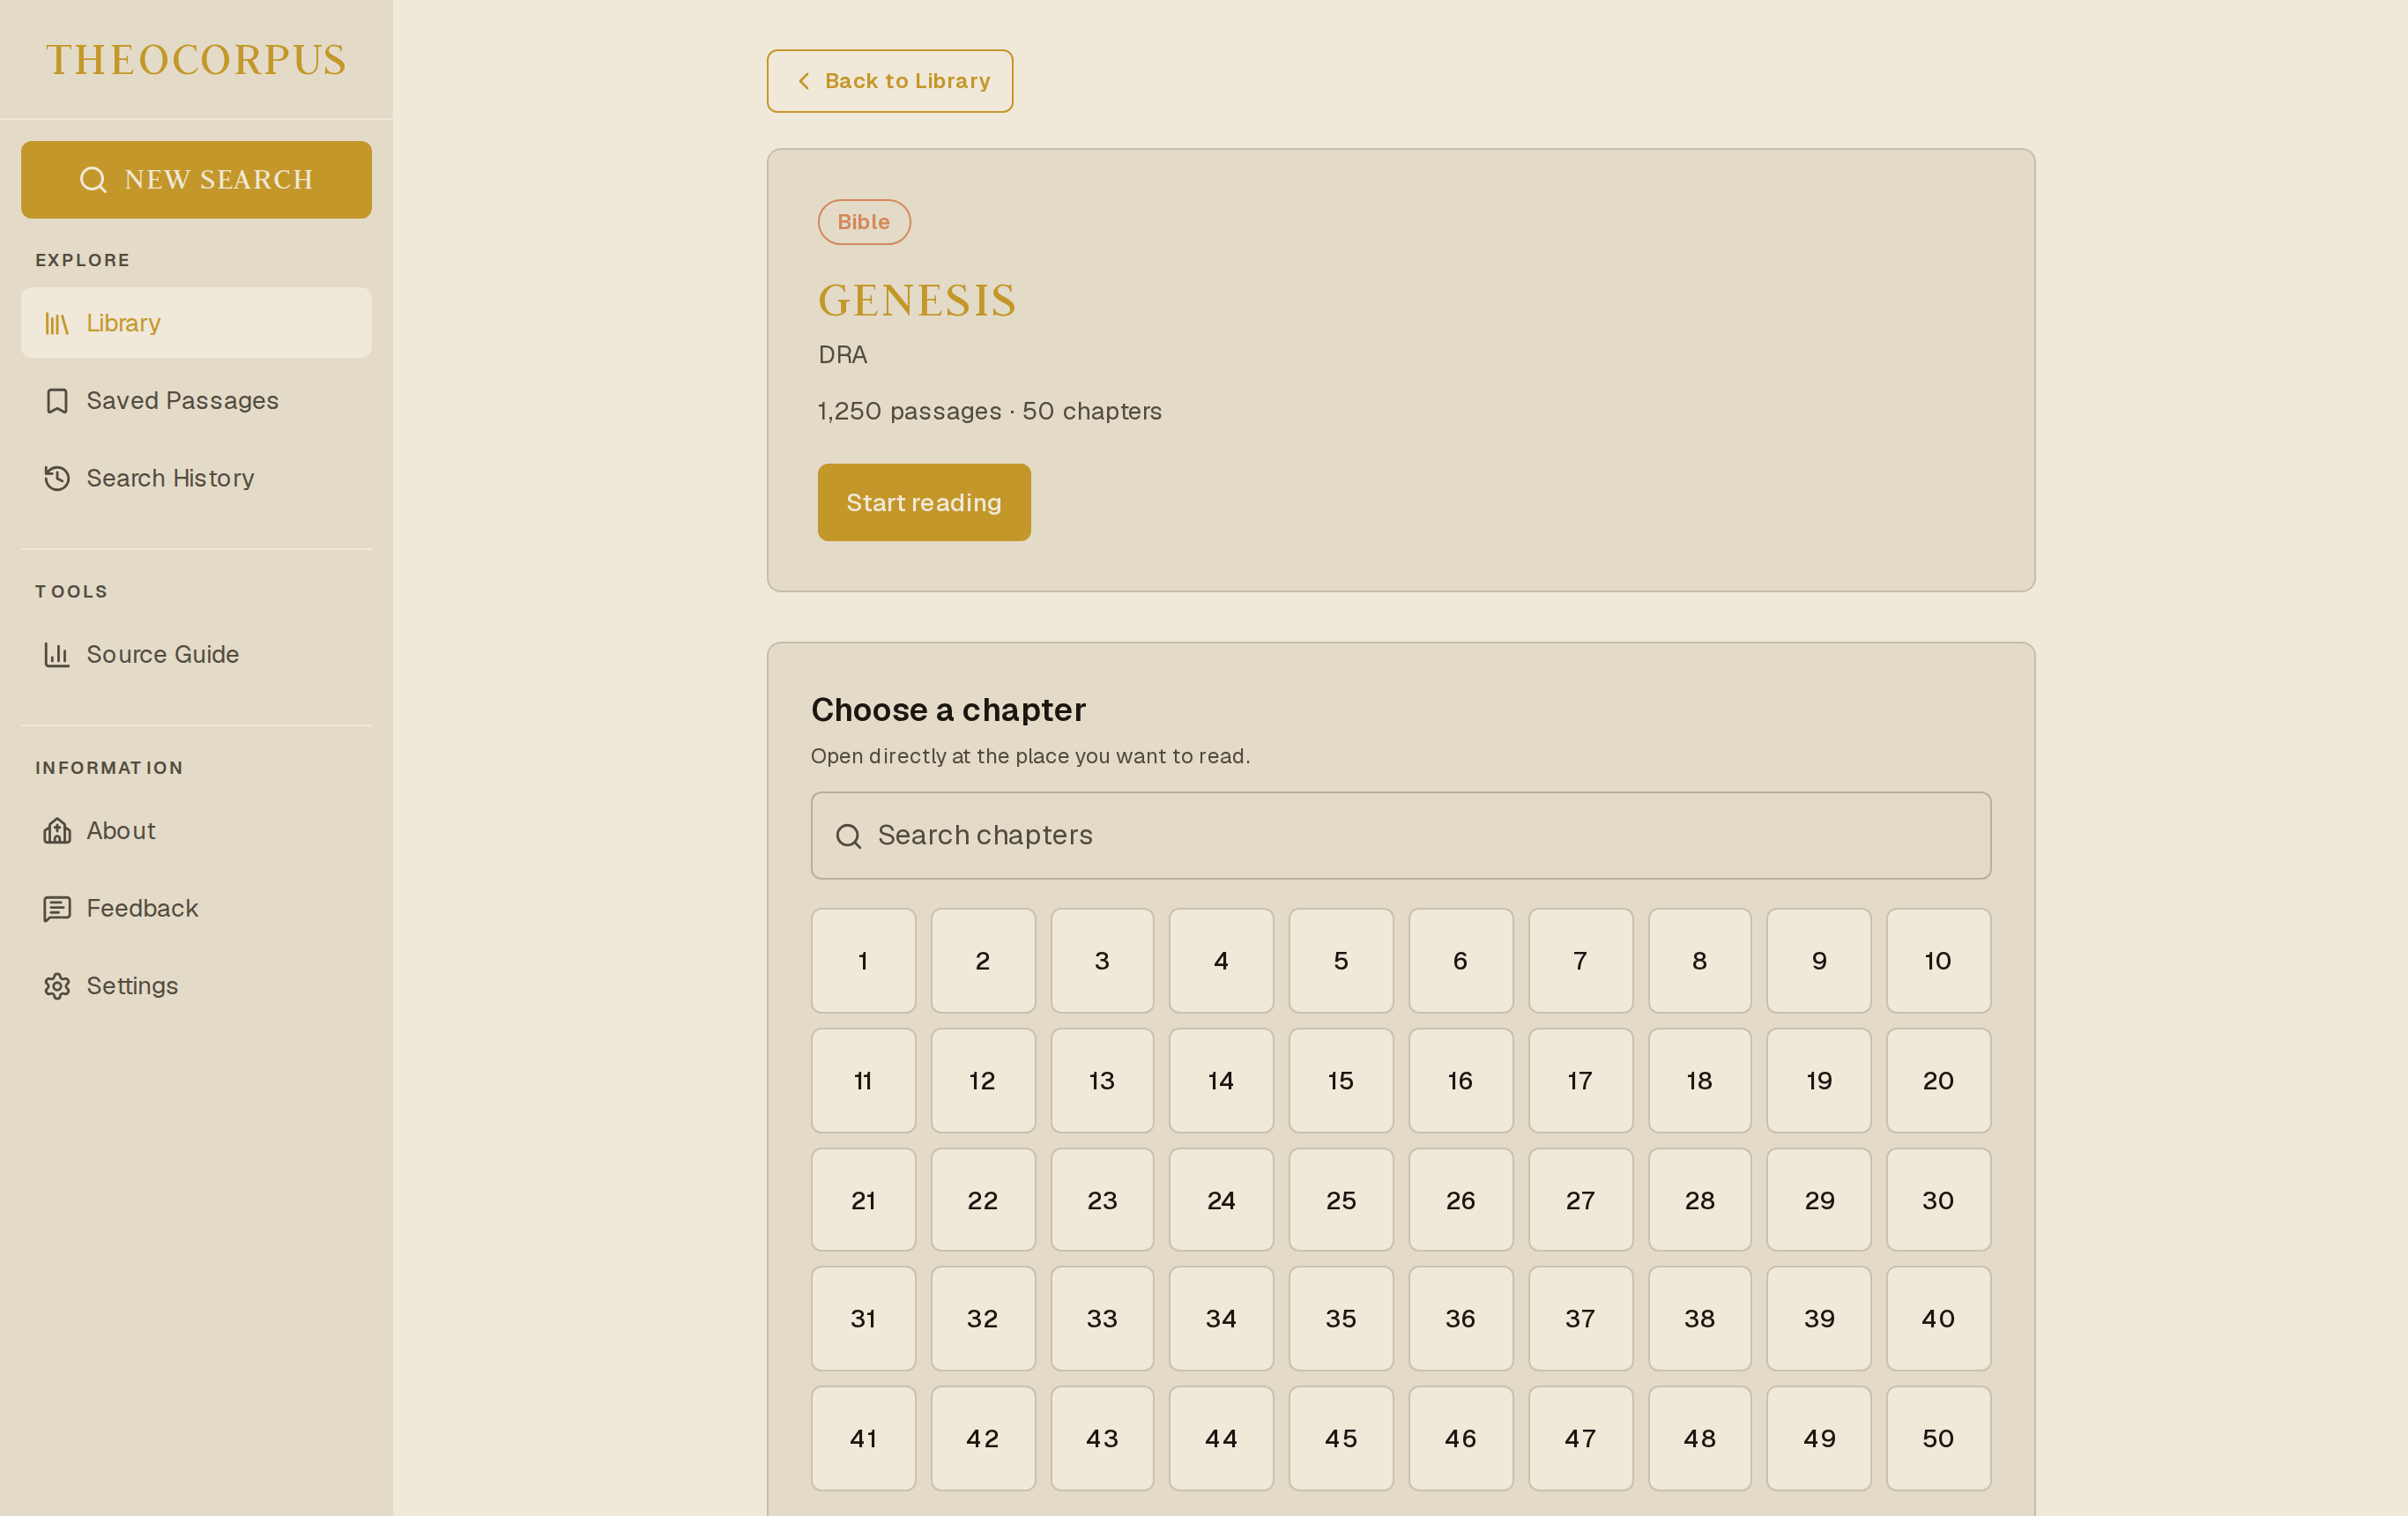 THEOCORPUS
NEW SEARCH
EXPLORE
Library
Saved Passages
Search History
TOOLS
Source Guide
INFORMATION
About
Feedback
Settings
Back to Library
Bible
GENESIS
DRA
1,250 passages · 50 chapters
Start reading
Choose a chapter
Open directly at the place you want to read.
Search chapters
1 2 3 4 5 6 7 8 9 10
11 12 13 14 15 16 17 18 19 20
21 22 23 24 25 26 27 28 29 30
31 32 33 34 35 36 37 38 39 40
41 42 43 44 45 46 47 48 49 50